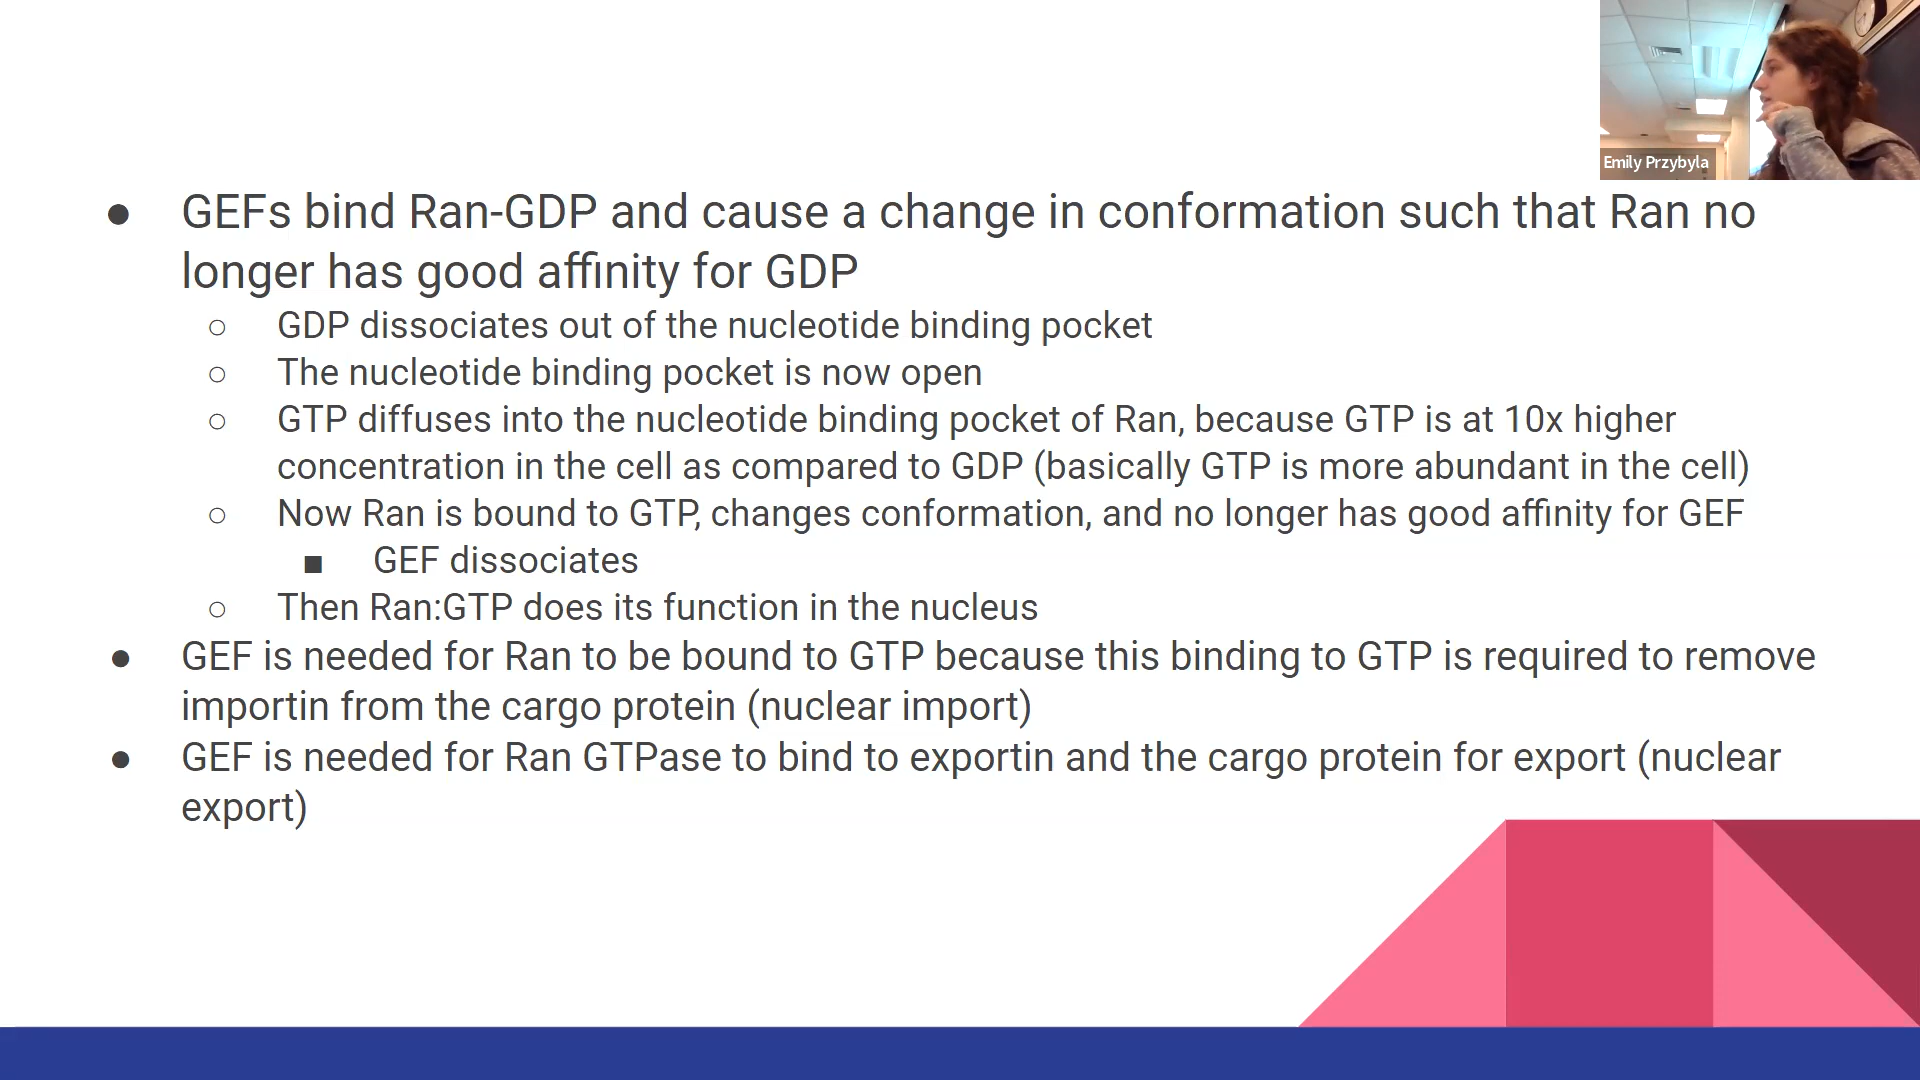 Emily Przybyla
● GEFs bind Ran-GDP and cause a change in conformation such that Ran no
longer has good affinity for GDP
○ GDP dissociates out of the nucleotide binding pocket
○ The nucleotide binding pocket is now open
○ GTP diffuses into the nucleotide binding pocket of Ran, because GTP is at 10x higher
concentration in the cell as compared to GDP (basically GTP is more abundant in the cell)
○ Now Ran is bound to GTP, changes conformation, and no longer has good affinity for GEF
■ GEF dissociates
○ Then Ran:GTP does its function in the nucleus
● GEF is needed for Ran to be bound to GTP because this binding to GTP is required to remove
importin from the cargo protein (nuclear import)
● GEF is needed for Ran GTPase to bind to exportin and the cargo protein for export (nuclear
export)